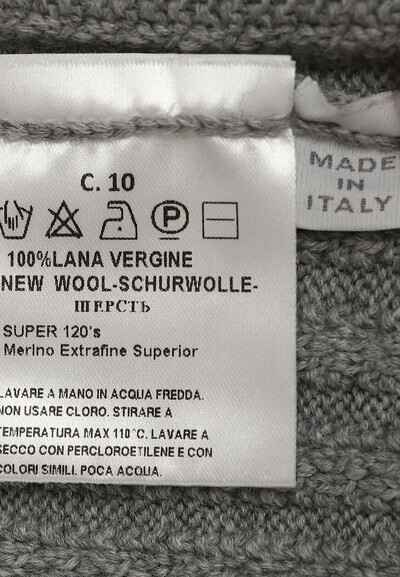 C. 10
P
100%LANA VERGINE
NEW WOOL-SCHURWOLLE-
ШЕРСТЬ
SUPER 120's
Merino Extrafine Superior
LAVARE A MANO IN ACQUA FREDDA.
NON USARE CLORO. STIRARE A
TEMPERATURA MAX 110°C. LAVARE A
SECCO CON PERCLOROETILENE E CON
COLORI SIMILI. POCA ACQUA.
MADE
IN
ITALY